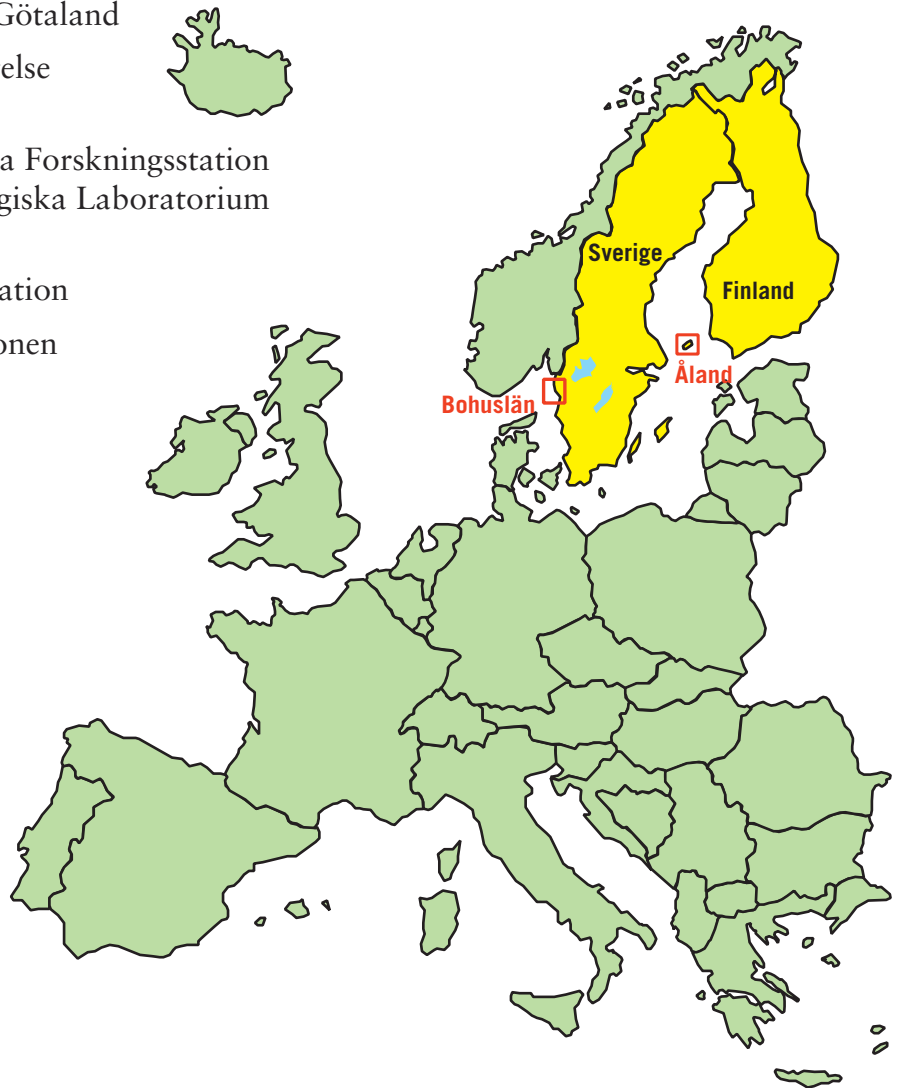 Götaland
else
a Forskningsstation
giska Laboratorium
ation
onen
Sverige
Finland
Åland
Bohuslän